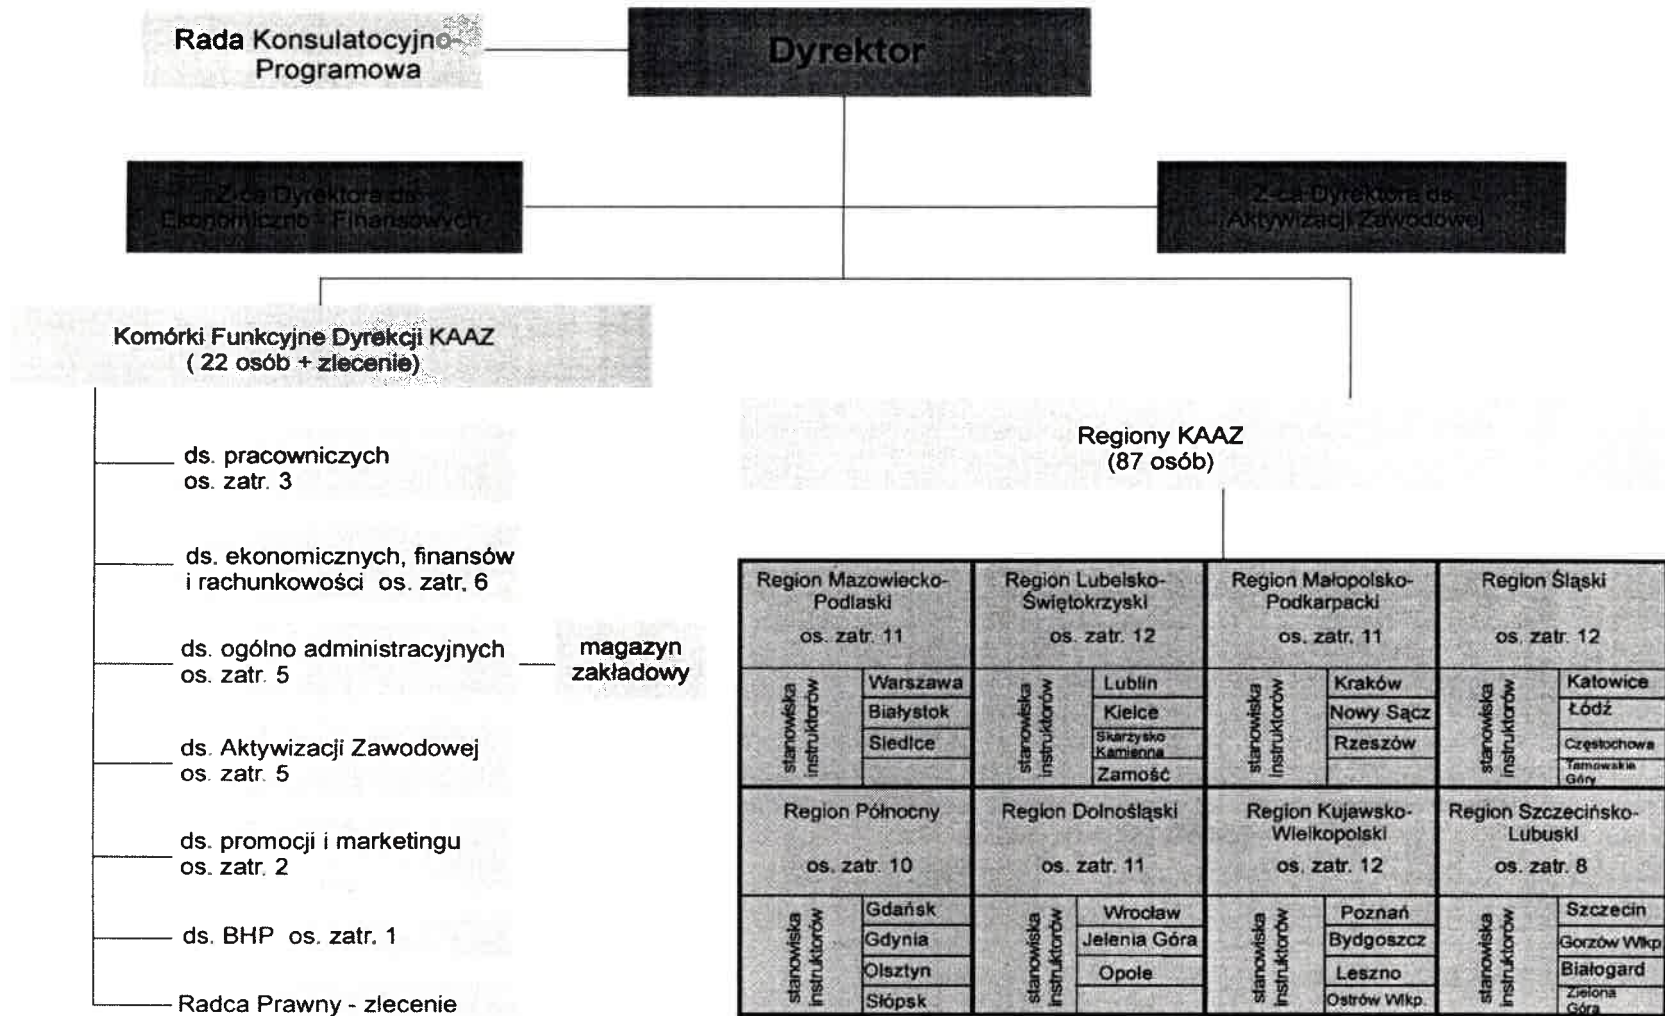 Rada Konsulatocyjno-
Programowa
Dyrektor
Z-ca Dyrektora ds.
Ekonomiczno - Finansowych
Z-ca Dyrektora ds.
Aktywizacji Zawodowej
Komórki Funkcyjne Dyrekcji KAAZ
( 22 osób + zlecenie)
ds. pracowniczych
os. zatr. 3
ds. ekonomicznych, finansów
i rachunkowości os. zatr. 6
ds. ogólno administracyjnych
os. zatr. 5
magazyn
zakładowy
ds. Aktywizacji Zawodowej
os. zatr. 5
ds. promocji i marketingu
os. zatr. 2
ds. BHP os. zatr. 1
Radca Prawny - zlecenie
Regiony KAAZ
(87 osób)
Region Mazowiecko-
Podlaski
os. zatr. 11
stanowiska
instruktorów
Warszawa
Białystok
Siedlce
Region Lubelsko-
Świętokrzyski
os. zatr. 12
stanowiska
instruktorów
Lublin
Kielce
Skarzysko
Kamienna
Zamość
Region Małopolsko-
Podkarpacki
os. zatr. 11
stanowiska
instruktorów
Kraków
Nowy Sącz
Rzeszów
Region Śląski
os. zatr. 12
stanowiska
instruktorów
Katowice
Łódź
Częstochowa
Tarnowskie
Góry
Region Północny
os. zatr. 10
stanowiska
instruktorów
Gdańsk
Gdynia
Olsztyn
Słópsk
Region Dolnośląski
os. zatr. 11
stanowiska
instruktorów
Wrocław
Jelenia Góra
Opole
Region Kujawsko-
Wielkopolski
os. zatr. 12
stanowiska
instruktorów
Poznań
Bydgoszcz
Leszno
Ostrów Wlkp.
Region Szczecińsko-
Lubuski
os. zatr. 8
stanowiska
instruktorów
Szczecin
Gorzów Wlkp
Białogard
Zielona
Góra